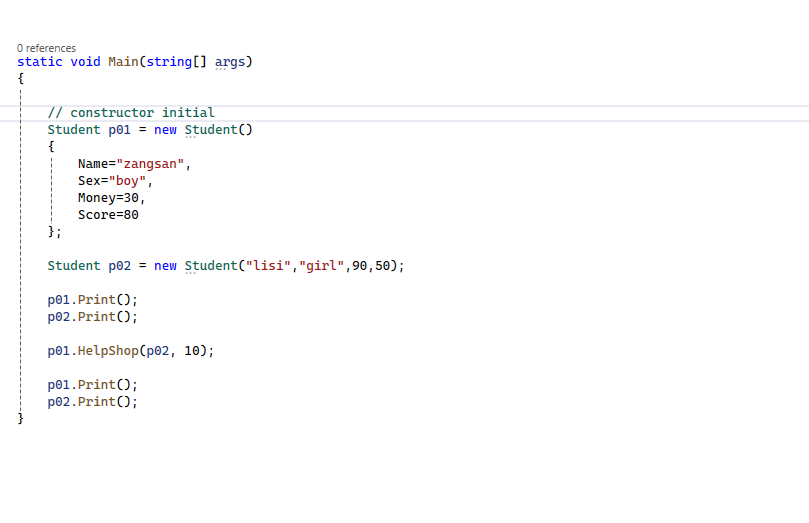 0 references
static void Main(string[] args)
{
// constructor initial
Student p01 = new Student()
{
Name="zangsan",
Sex="boy",
Money=30,
Score=80
};
Student p02 = new Student("lisi","girl",90,50);
p01.Print();
p02.Print();
p01.HelpShop(p02, 10);
p01.Print();
p02.Print();
}